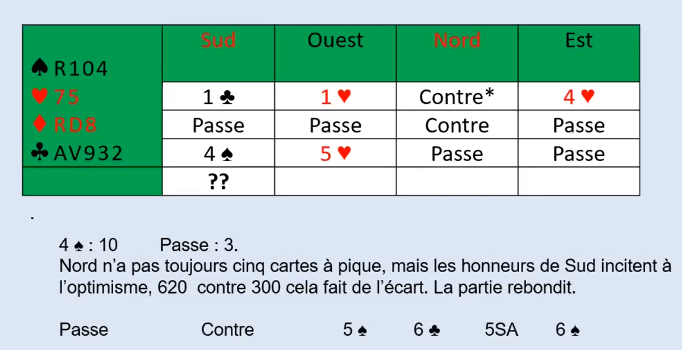 Sud Ouest Nord Est
♠ R104
♥ 75 1 ♣ 1 ♥ Contre* 4 ♥
♦ RD8 Passe Passe Contre Passe
♣ AV932 4 ♠ 5 ♥ Passe Passe
??
.
4 ♠ : 10 Passe : 3.
Nord n’a pas toujours cinq cartes à pique, mais les honneurs de Sud incitent à
l’optimisme, 620 contre 300 cela fait de l’écart. La partie rebondit.
Passe Contre 5 ♠ 6 ♣ 5SA 6 ♠